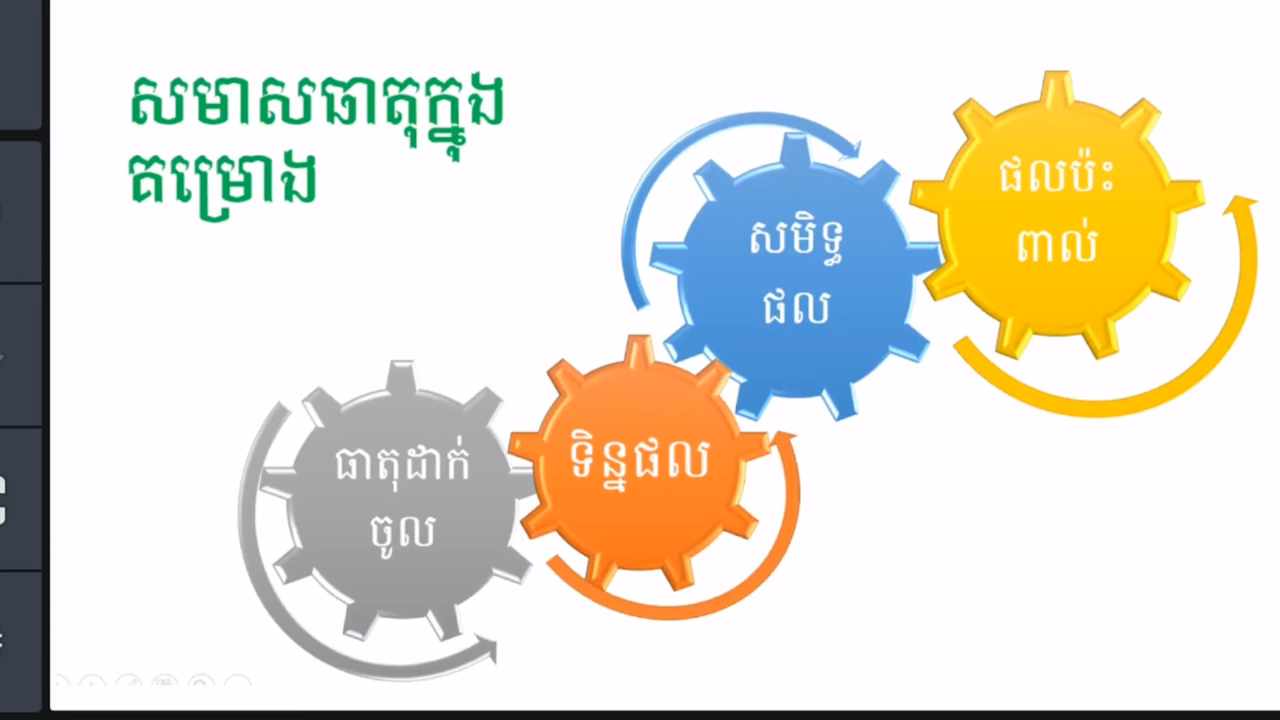 សមាសធាតុក្នុង
គម្រោង
ធាតុដាក់
ចូល
ទិន្នផល
សមិទ្ធ
ផល
ផលប៉ះ
ពាល់